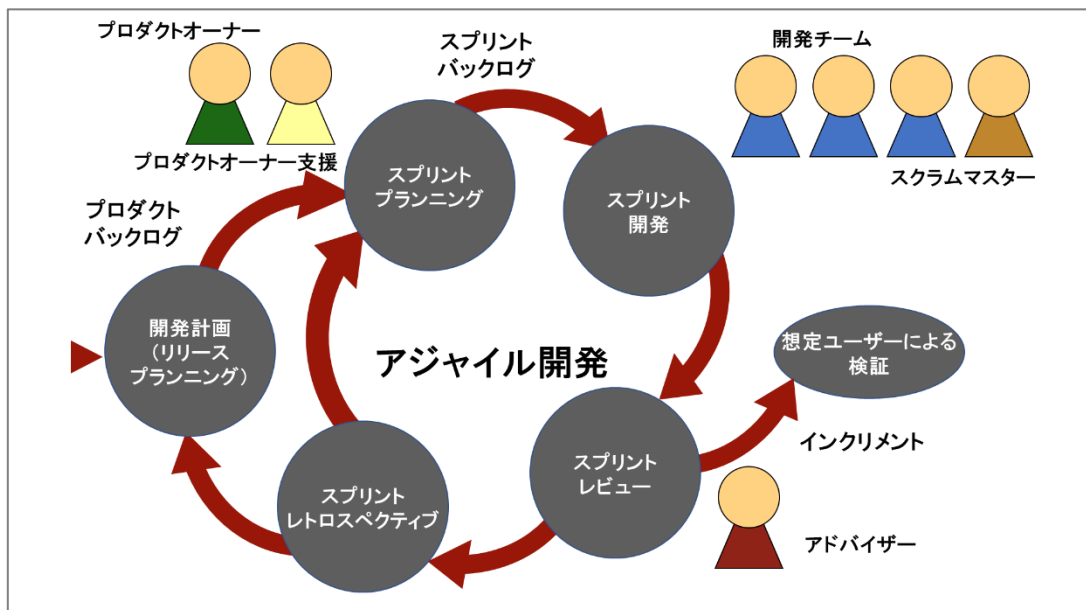 プロダクトオーナー
プロダクトオーナー支援
スプリント
バックログ
開発チーム
スクラムマスター
プロダクト
バックログ
スプリント
プランニング
スプリント
開発
開発計画
(リリース
プランニング)
アジャイル開発
想定ユーザーによる
検証
インクリメント
スプリント
レビュー
スプリント
レトロスペクティブ
アドバイザー